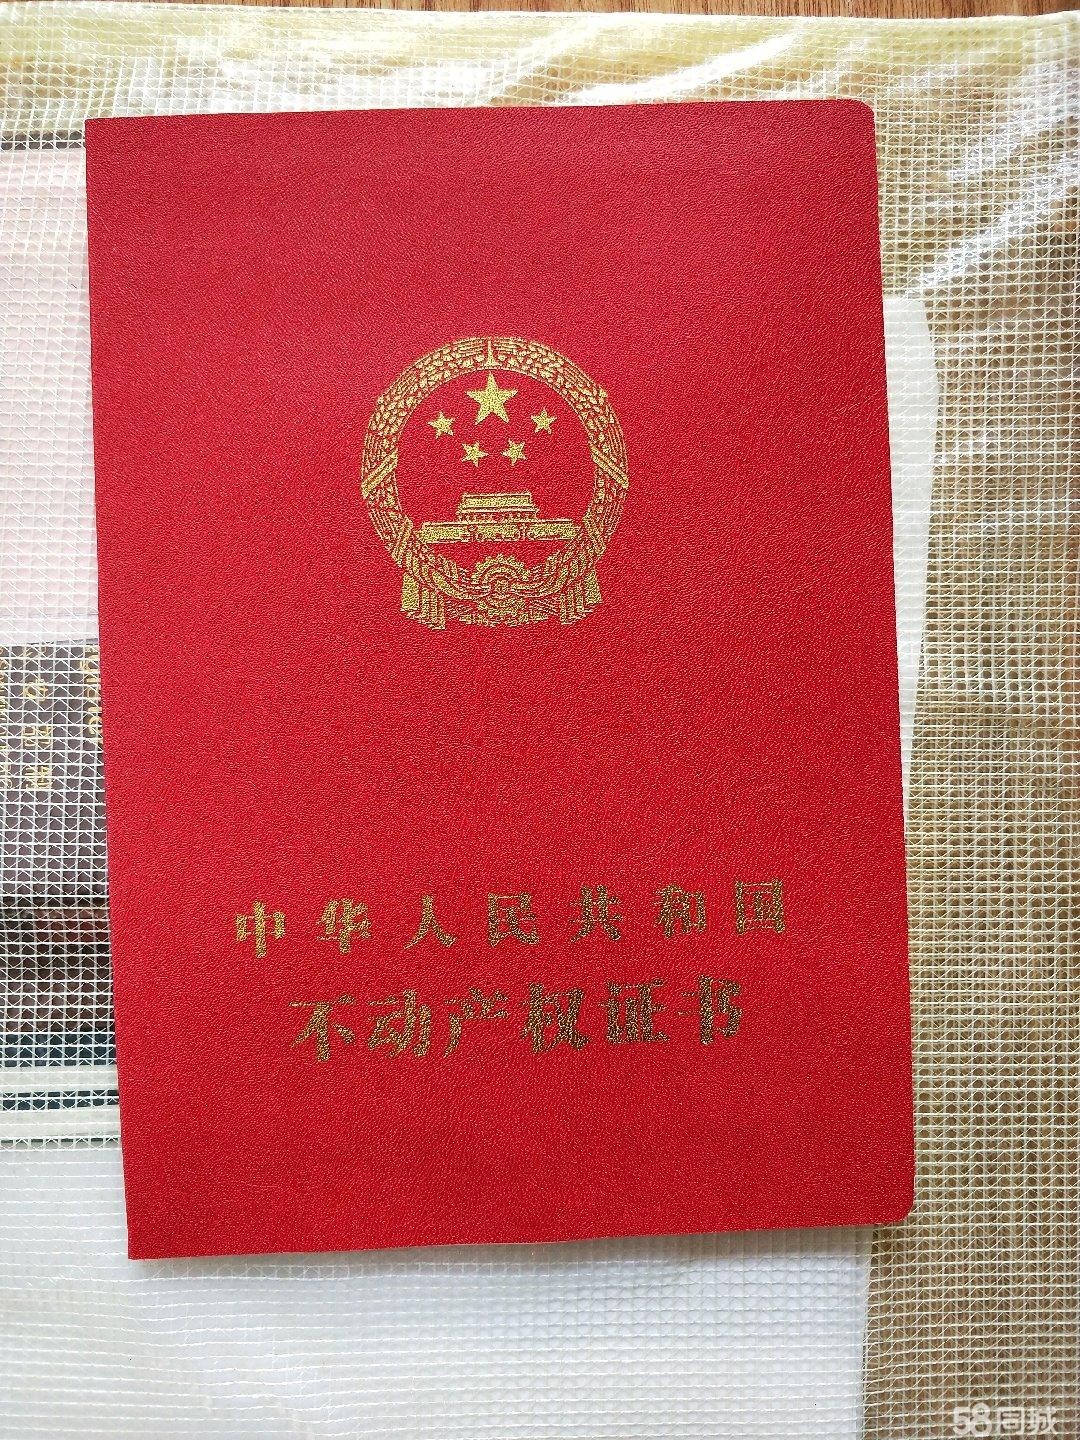 中华人民共和国
不动产权证书
58同城